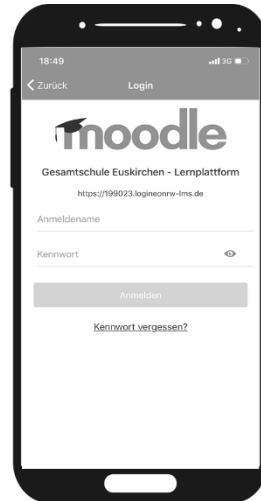 18:49 3G
Zurück Login
moodle
Gesamtschule Euskirchen - Lernplattform
https://199023.logineonrw-lms.de
Anmeldename
Kennwort
Anmelden
Kennwort vergessen?